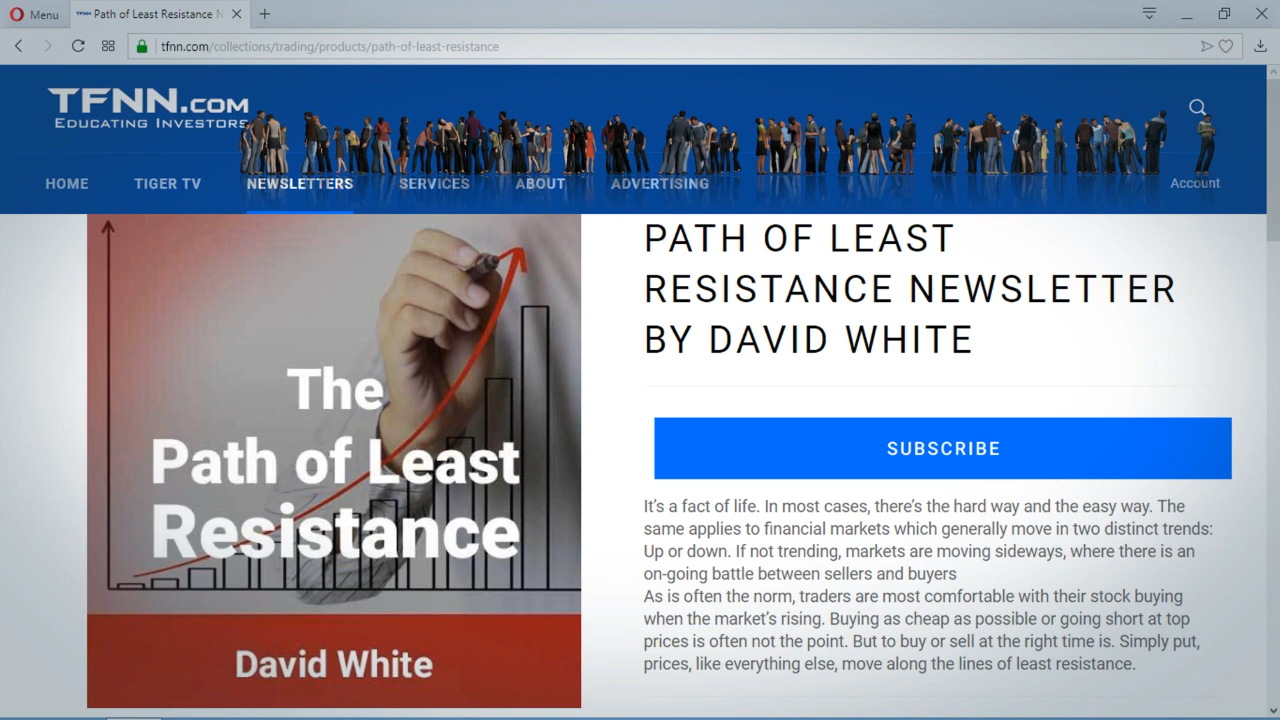 Menu
Path of Least Resistance N
tfnn.com/collections/trading/products/path-of-least-resistance
TFNN.COM
EDUCATING INVESTORS
HOME
TIGER TV
NEWSLETTERS
SERVICES
ABOUT
ADVERTISING
Account
The
Path of Least
Resistance
David White
PATH OF LEAST
RESISTANCE NEWSLETTER
BY DAVID WHITE
SUBSCRIBE
It’s a fact of life. In most cases, there’s the hard way and the easy way. The
same applies to financial markets which generally move in two distinct trends:
Up or down. If not trending, markets are moving sideways, where there is an
on-going battle between sellers and buyers
As is often the norm, traders are most comfortable with their stock buying
when the market’s rising. Buying as cheap as possible or going short at top
prices is often not the point. But to buy or sell at the right time is. Simply put,
prices, like everything else, move along the lines of least resistance.